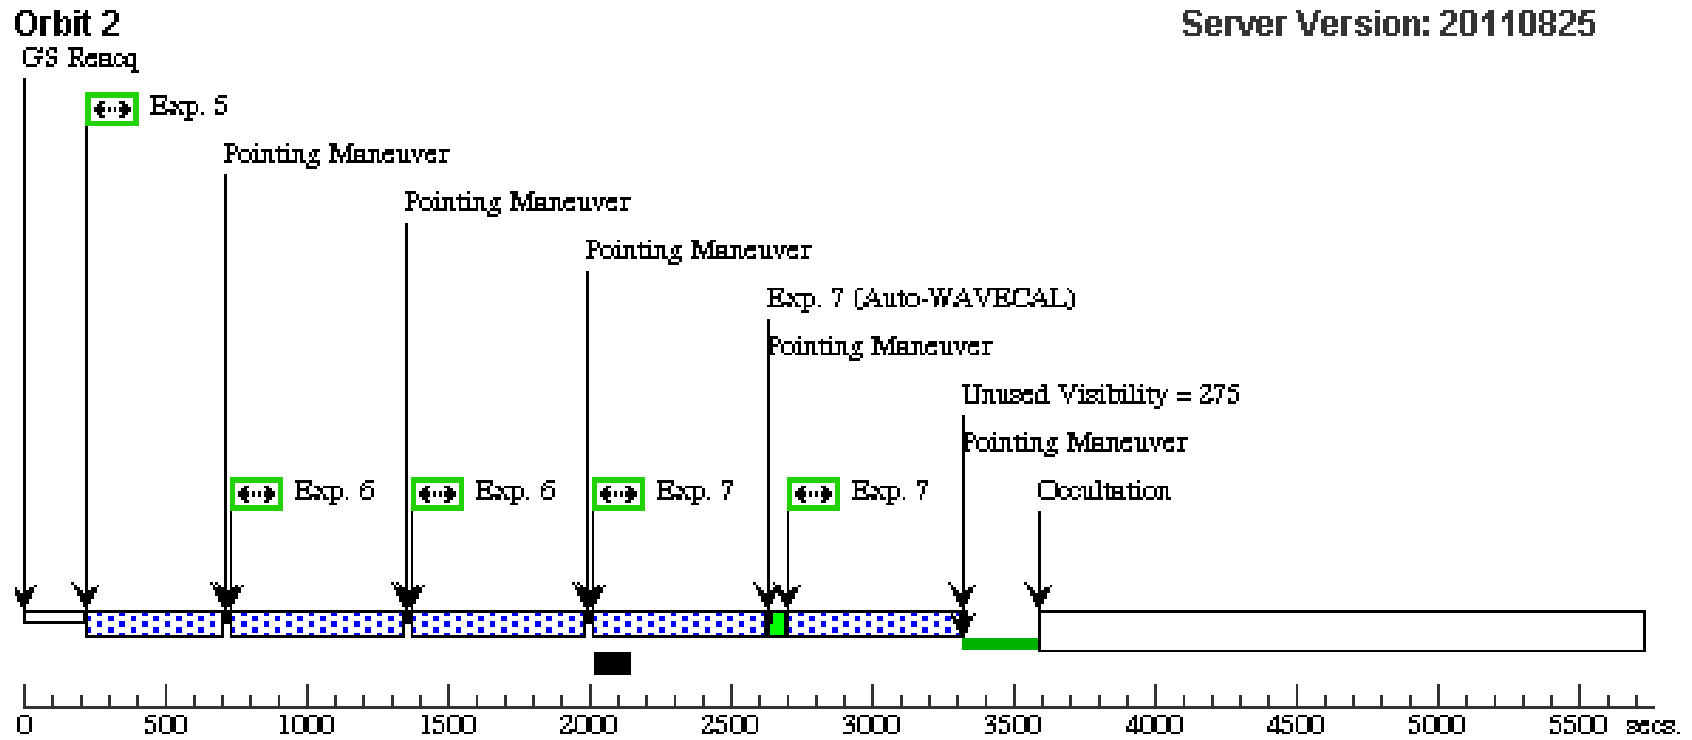 Orbit 2
Server Version: 20110825
GS Reacq
Exp. 5
Pointing Maneuver
Pointing Maneuver
Pointing Maneuver
Exp. 7 (Auto-WAVECAL)
Pointing Maneuver
Unused Visibility = 275
Pointing Maneuver
Exp. 6
Exp. 6
Exp. 7
Exp. 7
Occultation
0 500 1000 1500 2000 2500 3000 3500 4000 4500 5000 5500 secs.